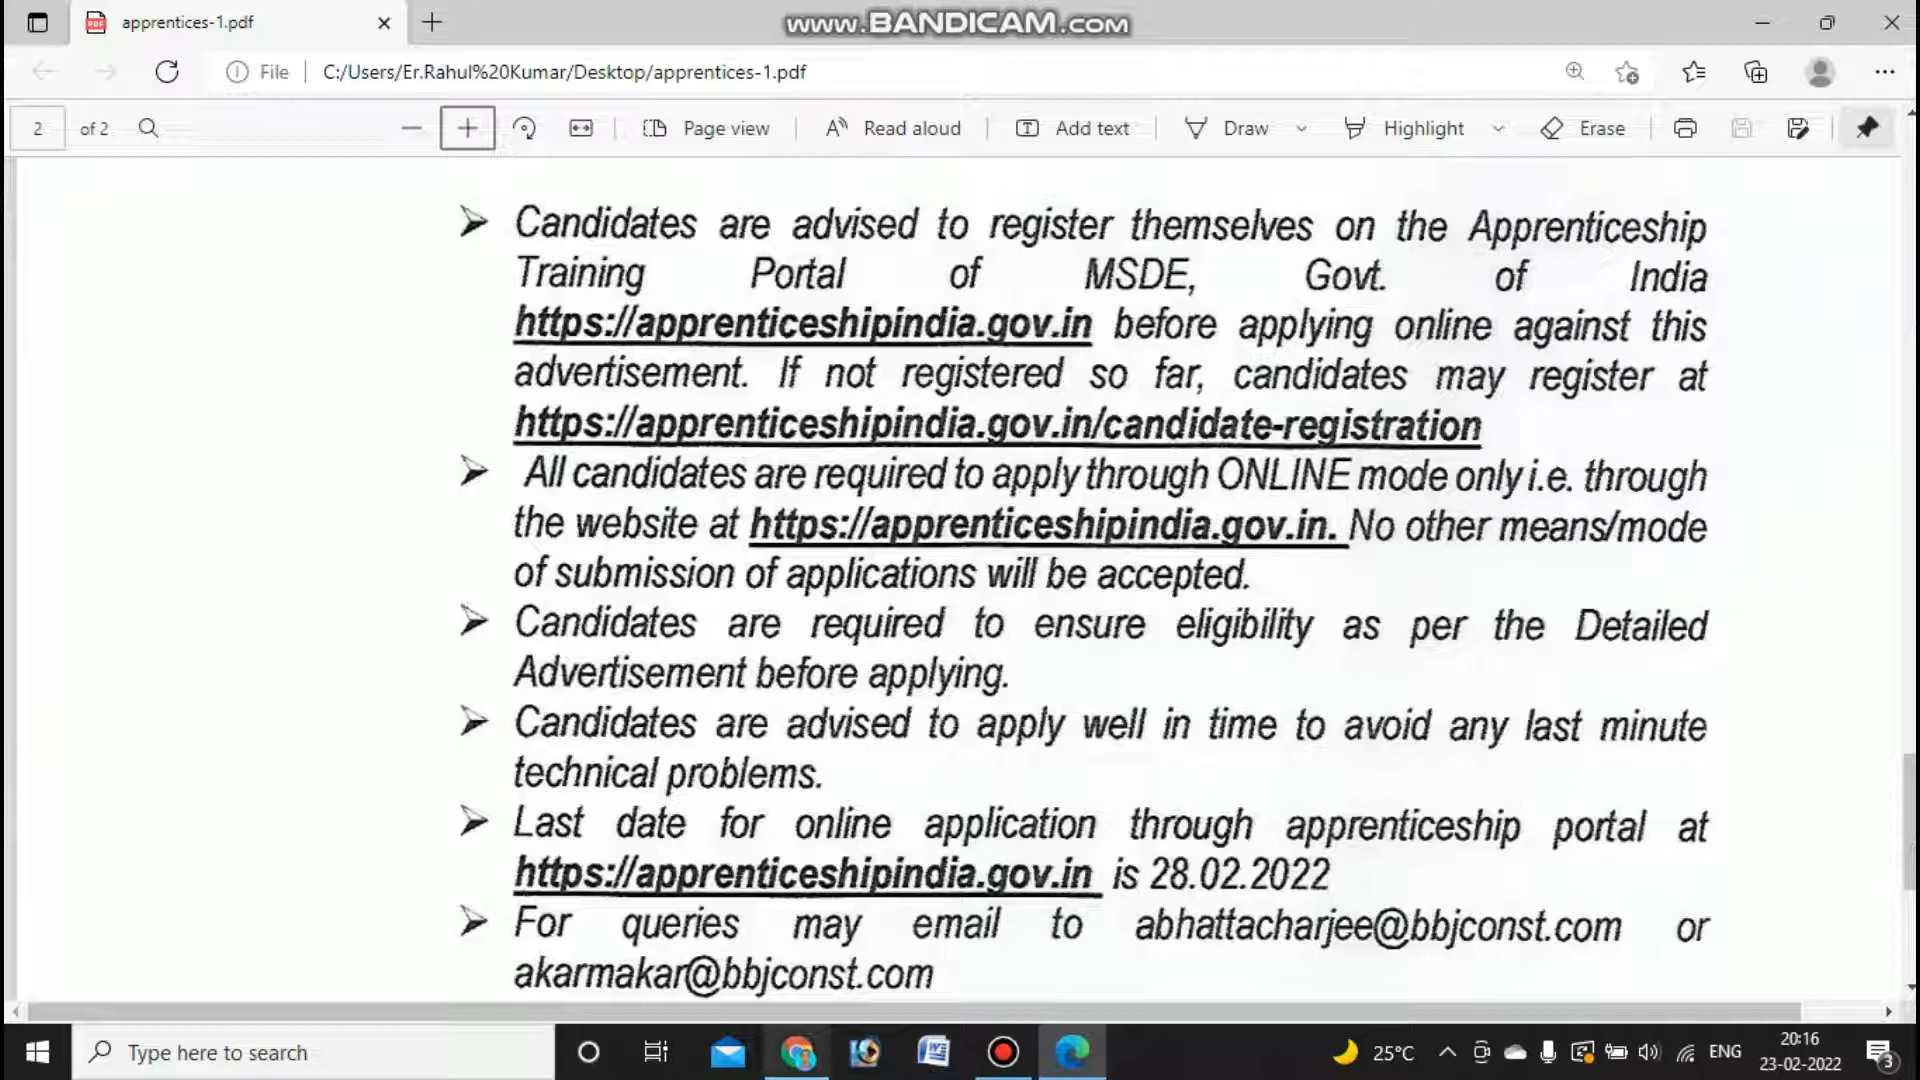 apprentices-1.pdf
www.BANDICAM.com
File
C:/Users/Er.Rahul%20Kumar/Desktop/apprentices-1.pdf
2 of 2
Page view
Read aloud
Add text
Draw
Highlight
Erase
Candidates are advised to register themselves on the Apprenticeship
Training Portal of MSDE, Govt. of India
https://apprenticeshipindia.gov.in before applying online against this
advertisement. If not registered so far, candidates may register at
https://apprenticeshipindia.gov.in/candidate-registration
All candidates are required to apply through ONLINE mode only i.e. through
the website at https://apprenticeshipindia.gov.in. No other means/mode
of submission of applications will be accepted.
Candidates are required to ensure eligibility as per the Detailed
Advertisement before applying.
Candidates are advised to apply well in time to avoid any last minute
technical problems.
Last date for online application through apprenticeship portal at
https://apprenticeshipindia.gov.in is 28.02.2022
For queries may email to abhattacharjee@bbjconst.com or
akarmakar@bbjconst.com
Type here to search
25°C
ENG
20:16
23-02-2022
3